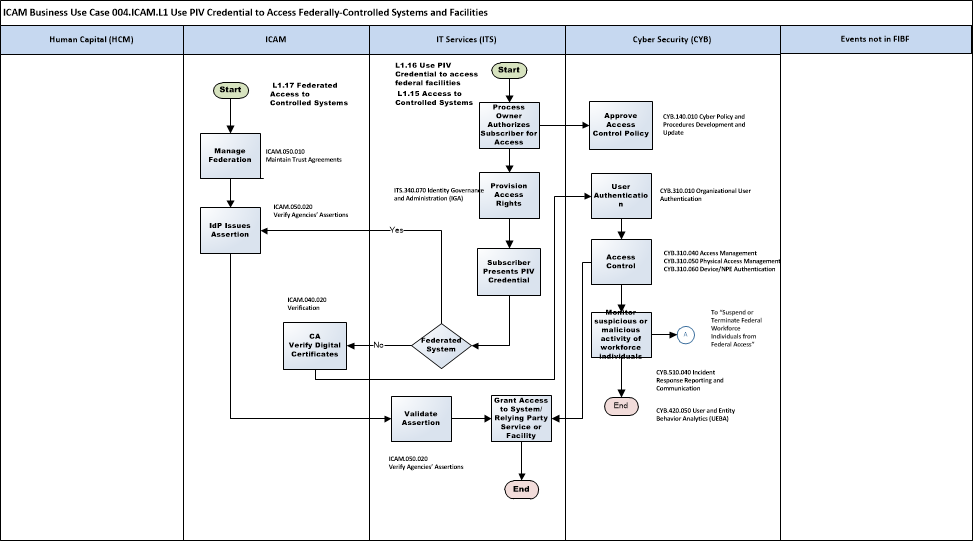 ICAM Business Use Case 004.ICAM.L1 Use PIV Credential to Access Federally-Controlled Systems and Facilities
Human Capital (HCM)
ICAM
IT Services (ITS)
Cyber Security (CYB)
Events not in FIBF
Start
L1.17 Federated
Access to
Controlled Systems
Manage
Federation
ICAM.050.010
Maintain Trust Agreements
ICAM.050.020
Verify Agencies' Assertions
IdP Issues
Assertion
ICAM.040.020
Verification
CA
Verify Digital
Certificates
L1.16 Use PIV
Credential to access
federal facilities
L1.15 Access to
Controlled Systems
Start
Process
Owner
Authorizes
Subscriber for
Access
ITS.340.070 Identity Governance
and Administration (IGA)
Provision
Access
Rights
Yes
Subscriber
Presents PIV
Credential
No
Federated
System
Validate
Assertion
ICAM.050.020
Verify Agencies' Assertions
Grant Access
to System/
Relying Party
Service or
Facility
End
Approve
Access
Control Policy
CYB.140.010 Cyber Policy and
Procedures Development and
Update
User
Authenticatio
n
CYB.310.010 Organizational User
Authentication
Access
Control
CYB.310.040 Access Management
CYB.310.050 Physical Access Management
CYB.310.060 Device/NPE Authentication
Monitor
suspicious or
malicious
activity of
workforce
individuals
A
To "Suspend or
Terminate Federal
Workforce
Individuals from
Federal Access"
CYB.510.040 Incident
Response Reporting and
Communication
End
CYB.420.050 User and Entity
Behavior Analytics (UEBA)